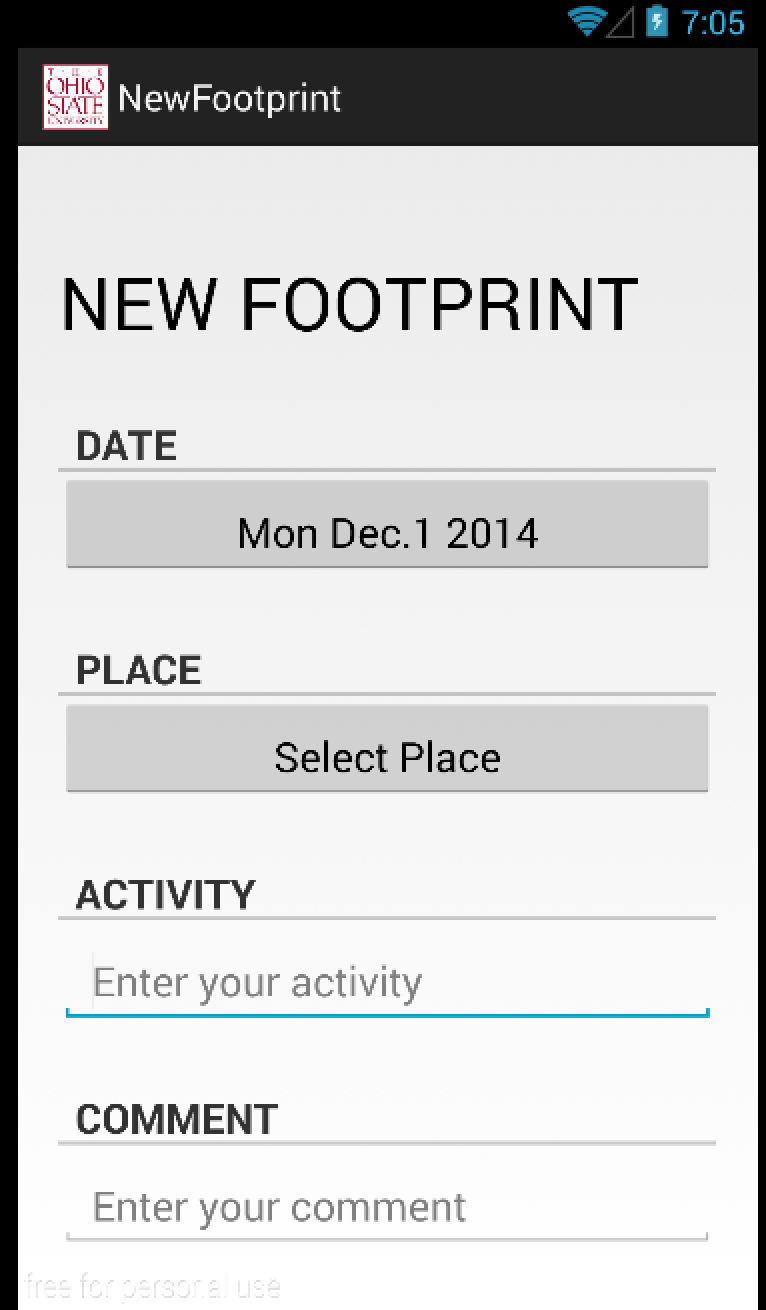 7:05
T · H · E
OHIO
STATE
UNIVERSITY
NewFootprint
NEW FOOTPRINT
DATE
Mon Dec.1 2014
PLACE
Select Place
ACTIVITY
Enter your activity
COMMENT
Enter your comment
free for personal use